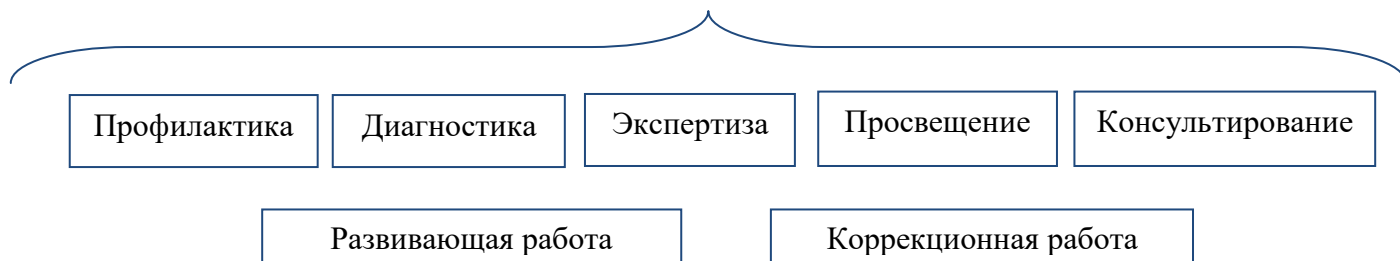 Профилактика Диагностика Экспертиза Просвещение Консультирование
Развивающая работа Коррекционная работа